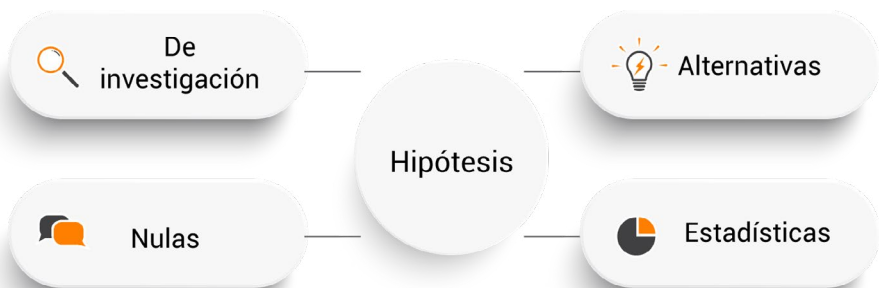 De
investigación
Alternativas
Hipótesis
Nulas
Estadísticas